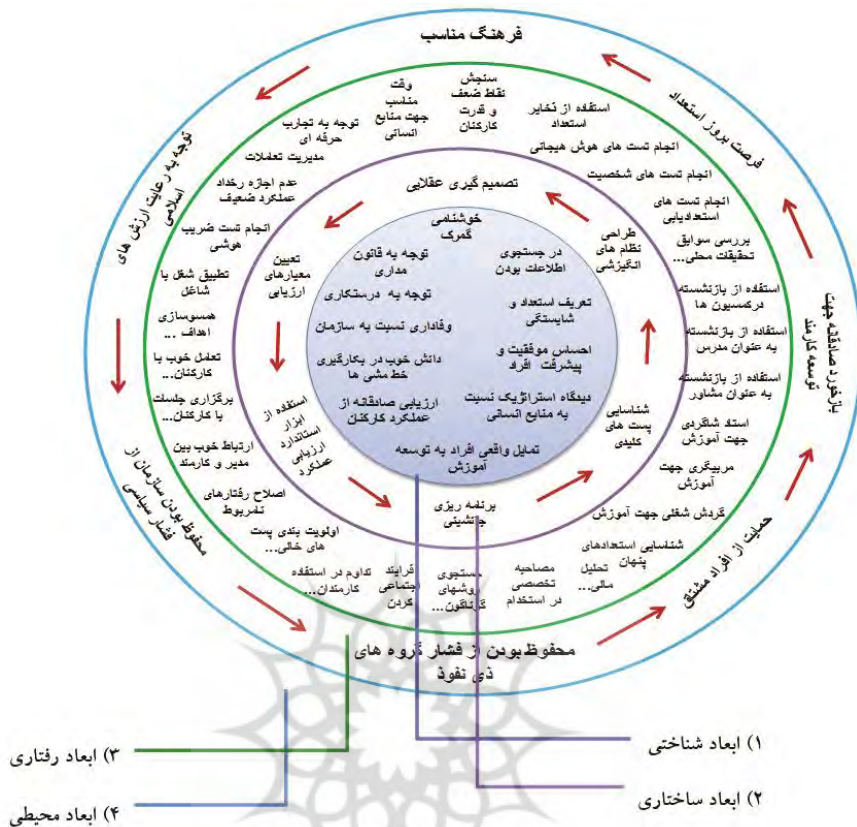 فرهنگ مناسب
توجه به رعایت ارزش های
اسلامی
محفوظ بودن سازمان از
فشار سیاسی
محفوظ بودن از فشار گروه های
ذی نفوذ
حمایت از افراد مشتق
بازخورد صادقانه جهت
توسعه کارمند
فرصت بروز استعداد
سنجش
نقاط ضعف
و قدرت
کارکنان
وقت
مناسب
جهت منابع
انسانی
توجه به تجارب
حرفه ای
مدیریت تعاملات
عدم اجازه رخداد
عملکرد ضعیف
انجام تست ضریب
هوشی
تطبیق شغل با
شاغل
همسوسازی
اهداف ...
تعامل خوب با
کارکنان...
برگزاری جلسات
با کارکنان...
ارتباط خوب بین
مدیر و کارمند
اصلاح رفتارهای
نامربوط
اولویت بندی پست
های خالی...
تداوم در استفاده
کارمندان...
فرایند
اجتماعی
کردن
جستجوی
روشهای
گوناگون...
مصاحبه
تخصصی
در استخدام
تحلیل
مالی...
شناسایی استعدادهای
پنهان
گردش شغلی جهت آموزش
مربیگری جهت
آموزش
استاد شاگردی
جهت آموزش
استفاده از بازنشسته
به عنوان مشاور
استفاده از بازنشسته
به عنوان مدرس
استفاده از بازنشسته
درکمسیون ها
بررسی سوابق
تحقیقات محلی...
انجام تست های
استعدادیابی
انجام تست های شخصیت
انجام تست های هوش هیجانی
استفاده از ذخایر
استعداد
تصمیم گیری عقلایی
تعیین
معیارهای
ارزیابی
استفاده از
ابزار
استاندارد
ارزیابی
عملکرد
برنامه ریزی
جانشینی
شناسایی
پست های
کلیدی
طراحی
نظام های
انگیزشی
خوشنامی
گمرک
در جستجوی
اطلاعات بودن
توجه به قانون
مداری
تعریف استعداد و
شایستگی
توجه به درستکاری
وفاداری نسبت به سازمان
احساس موفقیت و
پیشرفت افراد
دانش خوب در بکارگیری
خط مشی ها
دیدگاه استراتژیک نسبت
به منابع انسانی
ارزیابی صادقانه از
عملکرد کارکنان
تمایل واقعی افراد به توسعه
آموزش
۱) ابعاد شناختی
۲) ابعاد ساختاری
۳) ابعاد رفتاری
۴) ابعاد محیطی